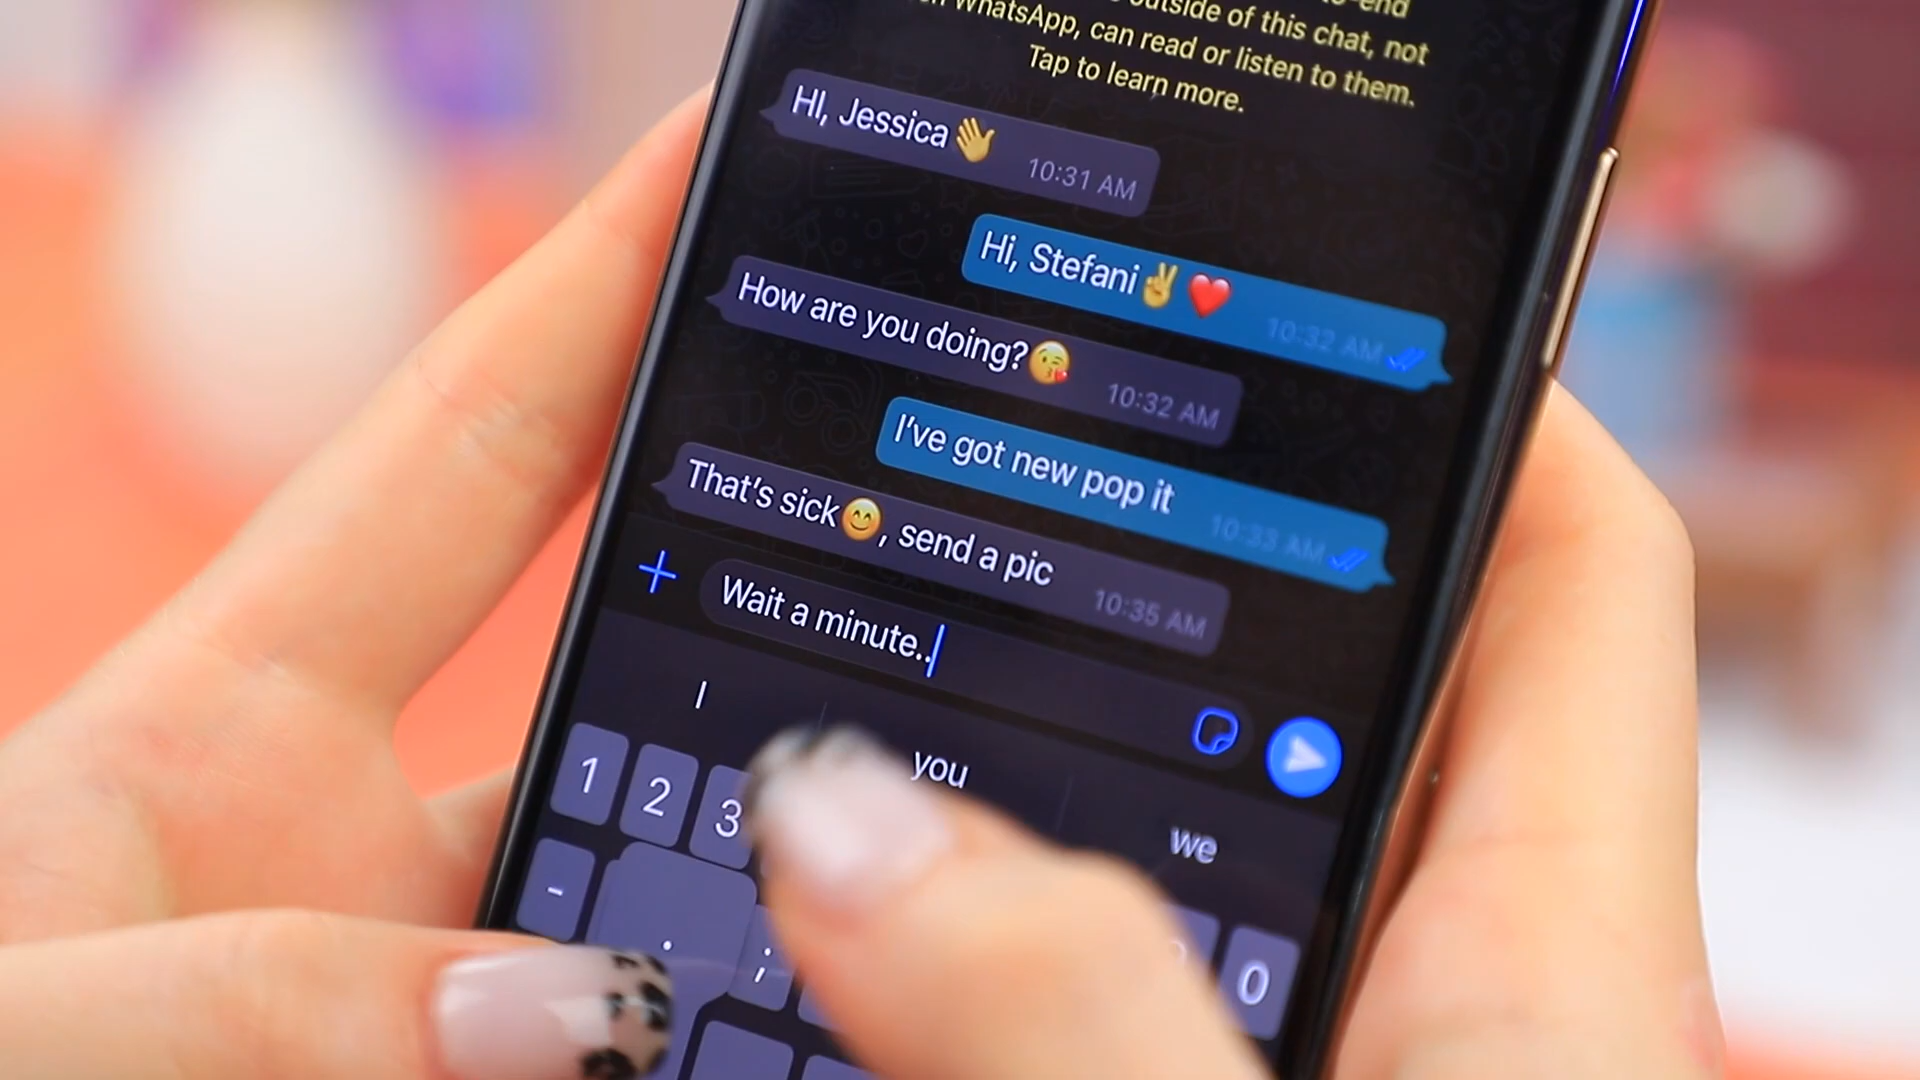 -end
outside of this chat, not
WhatsApp, can read or listen to them.
Tap to learn more.
HI, Jessica👋 10:31 AM
Hi, Stefani✌️❤️ 10:32 AM
How are you doing?😘 10:32 AM
I've got new pop it 10:33 AM
That's sick😊, send a pic 10:35 AM
Wait a minute..
I you we
1 2 3 0
- . ;